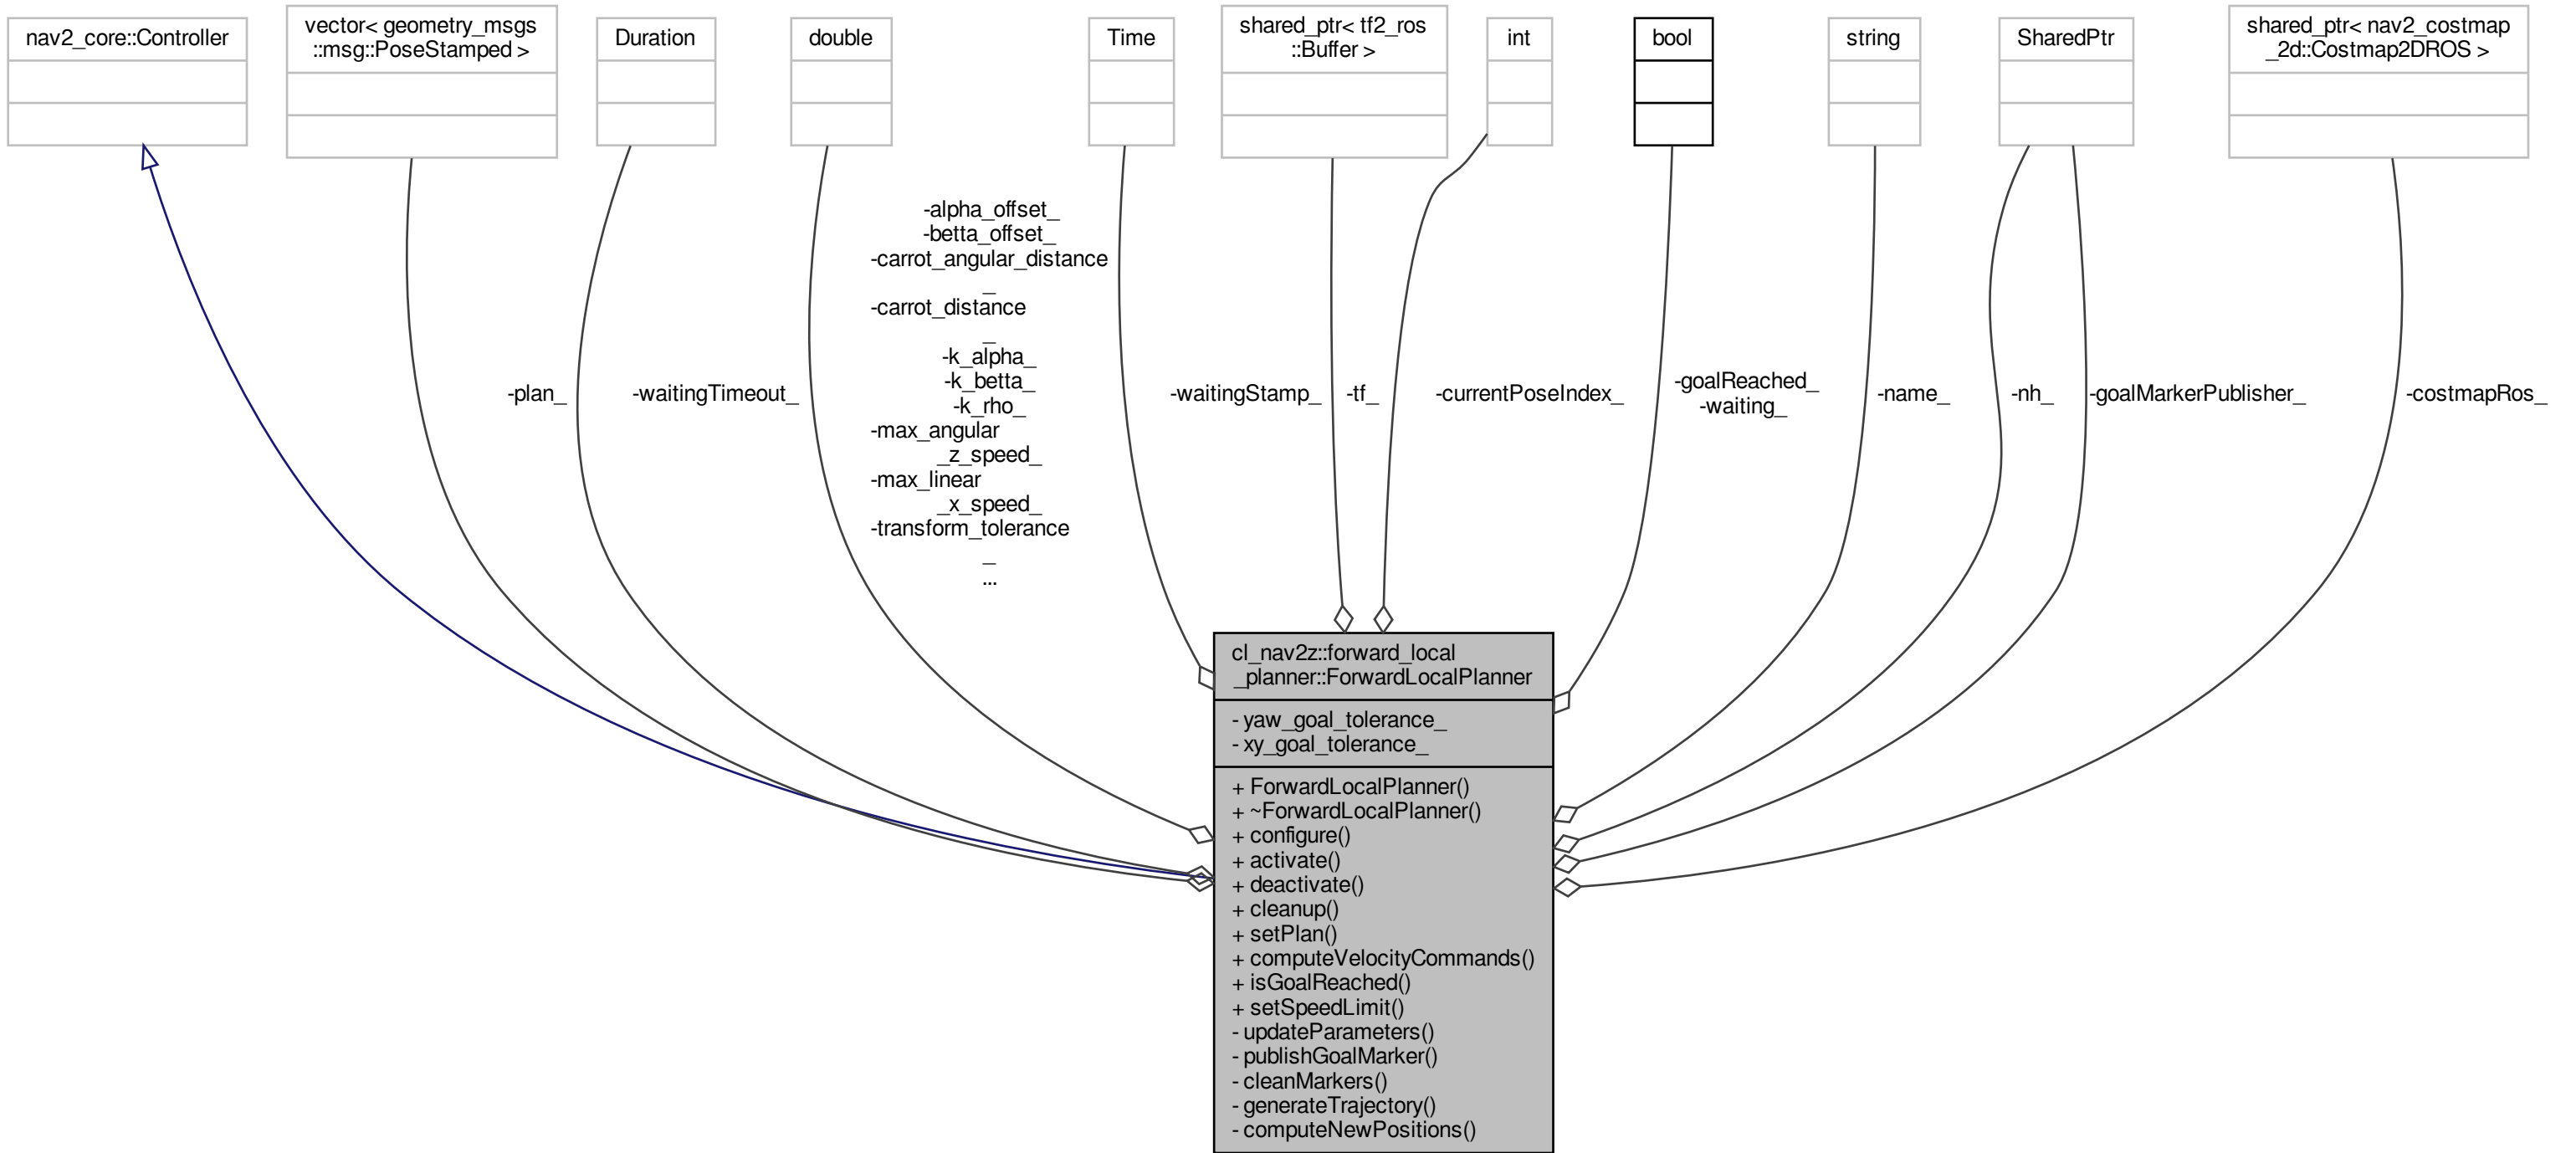 nav2_core::Controller
vector< geometry_msgs
::msg::PoseStamped >
Duration
double
Time
shared_ptr< tf2_ros
::Buffer >
int
bool
string
SharedPtr
shared_ptr< nav2_costmap
_2d::Costmap2DROS >
-plan_
-waitingTimeout_
-alpha_offset_
-betta_offset_
-carrot_angular_distance
_
-carrot_distance
_
-k_alpha_
-k_betta_
-k_rho_
-max_angular
_z_speed_
-max_linear
_x_speed_
-transform_tolerance
_
...
-waitingStamp_
-tf_
-currentPoseIndex_
-goalReached_
-waiting_
-name_
-nh_
-goalMarkerPublisher_
-costmapRos_
cl_nav2z::forward_local
_planner::ForwardLocalPlanner
- yaw_goal_tolerance_
- xy_goal_tolerance_
+ ForwardLocalPlanner()
+ ~ForwardLocalPlanner()
+ configure()
+ activate()
+ deactivate()
+ cleanup()
+ setPlan()
+ computeVelocityCommands()
+ isGoalReached()
+ setSpeedLimit()
- updateParameters()
- publishGoalMarker()
- cleanMarkers()
- generateTrajectory()
- computeNewPositions()